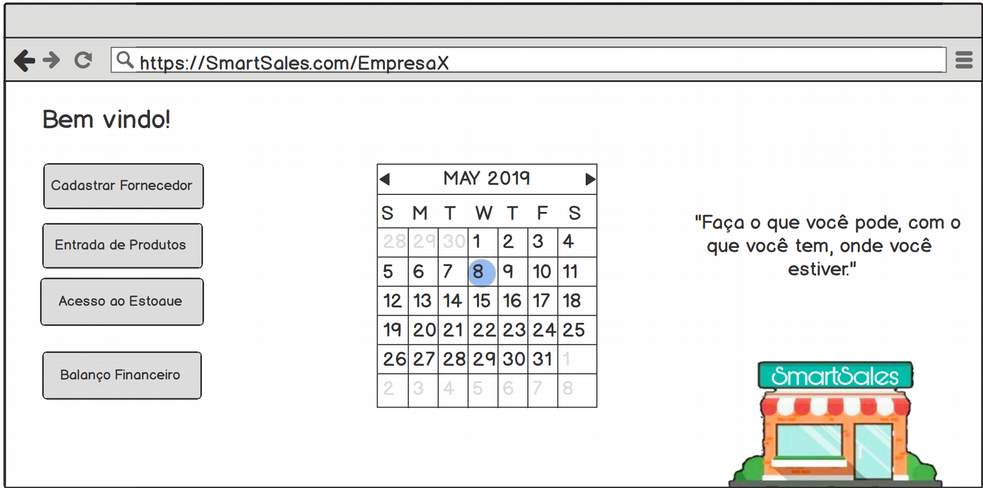 https://SmartSales.com/EmpresaX
Bem vindo!
Cadastrar Fornecedor
Entrada de Produtos
Acesso ao Estoque
Balanço Financeiro
MAY 2019
S M T W T F S
28 29 30 1 2 3 4
5 6 7 8 9 10 11
12 13 14 15 16 17 18
19 20 21 22 23 24 25
26 27 28 29 30 31 1
2 3 4 5 6 7 8
"Faça o que você pode, com o
que você tem, onde você
estiver."
SmartSales